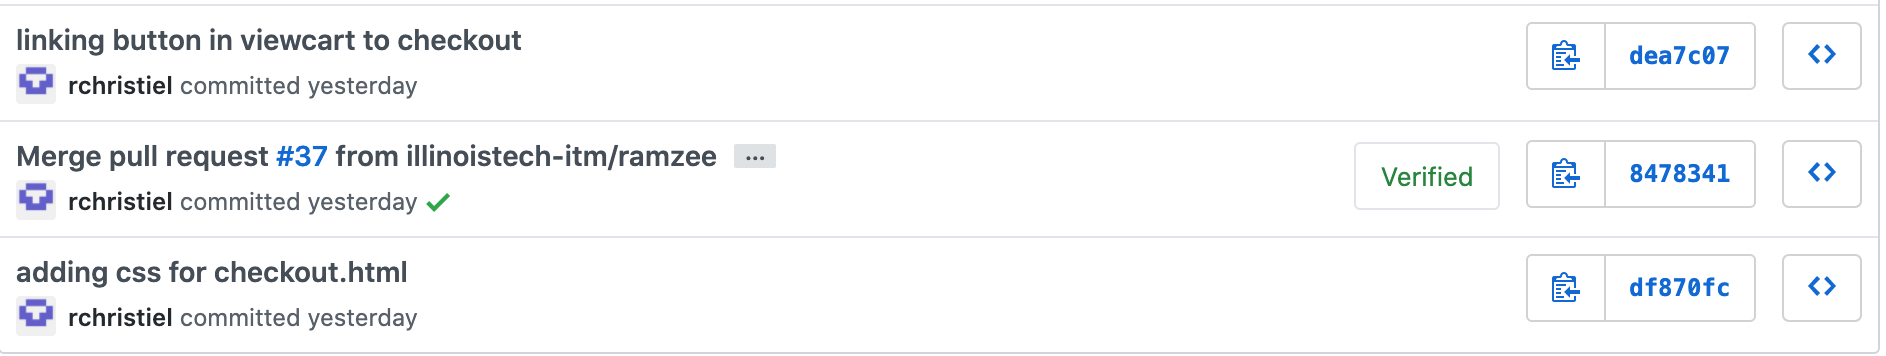 linking button in viewcart to checkout
rchristiel committed yesterday
dea7c07
Merge pull request #37 from illinoistech-itm/ramzee ...
rchristiel committed yesterday
Verified
8478341
adding css for checkout.html
rchristiel committed yesterday
df870fc